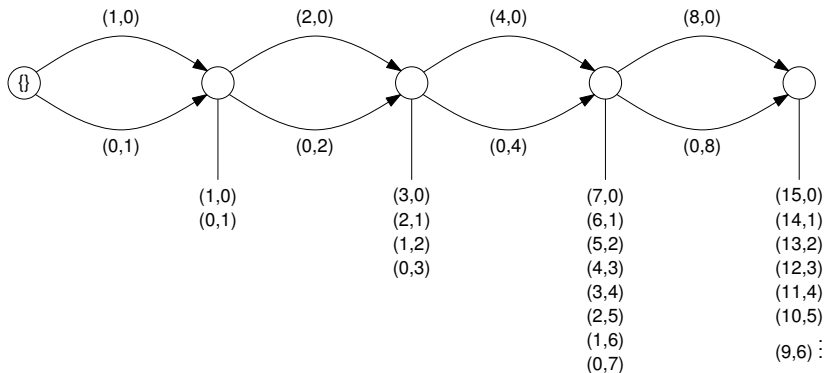 (1,0) (2,0) (4,0) (8,0)
{}
(0,1) (0,2) (0,4) (0,8)
(1,0) (3,0) (7,0) (15,0)
(0,1) (2,1) (6,1) (14,1)
(1,2) (5,2) (13,2)
(0,3) (4,3) (12,3)
(3,4) (11,4)
(2,5) (10,5)
(1,6) (9,6) ⋮
(0,7)